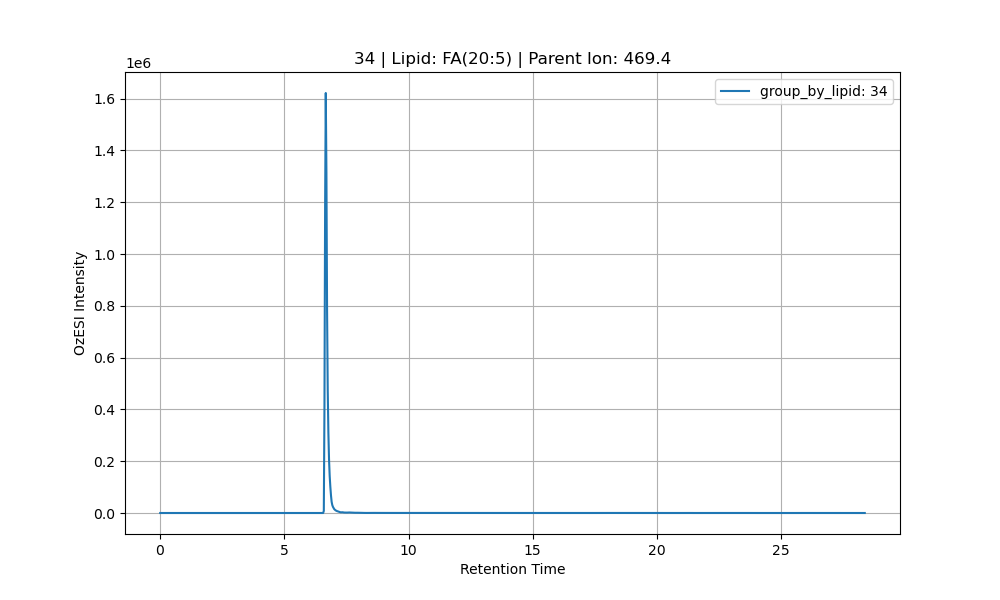 34 | Lipid: FA(20:5) | Parent Ion: 469.4
1e6
group_by_lipid: 34
1.6
1.4
1.2
1.0
0.8
0.6
0.4
0.2
0.0
OzESI Intensity
0 5 10 15 20 25
Retention Time